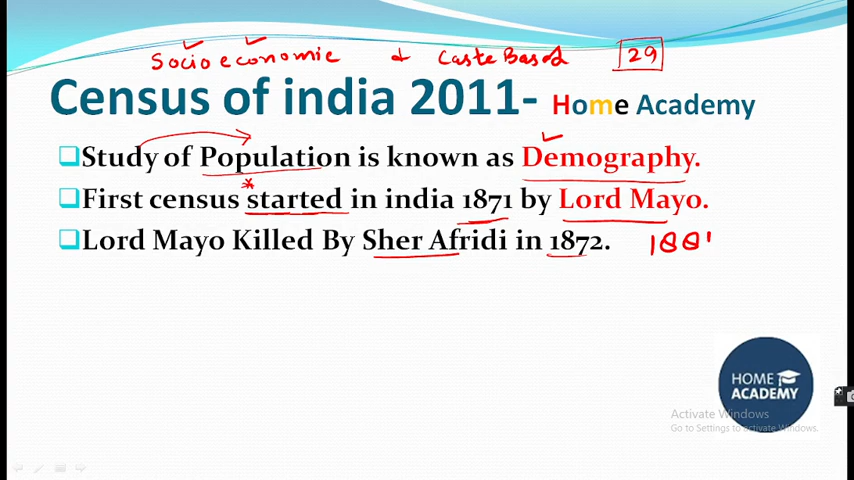 Socioeconomic & Caste Based 29
Census of india 2011- Home Academy
Study of Population is known as Demography.
First census started in india 1871 by Lord Mayo.
Lord Mayo Killed By Sher Afridi in 1872. 1881
HOME
ACADEMY
Activate Windows
Go to Settings to activate Windows.